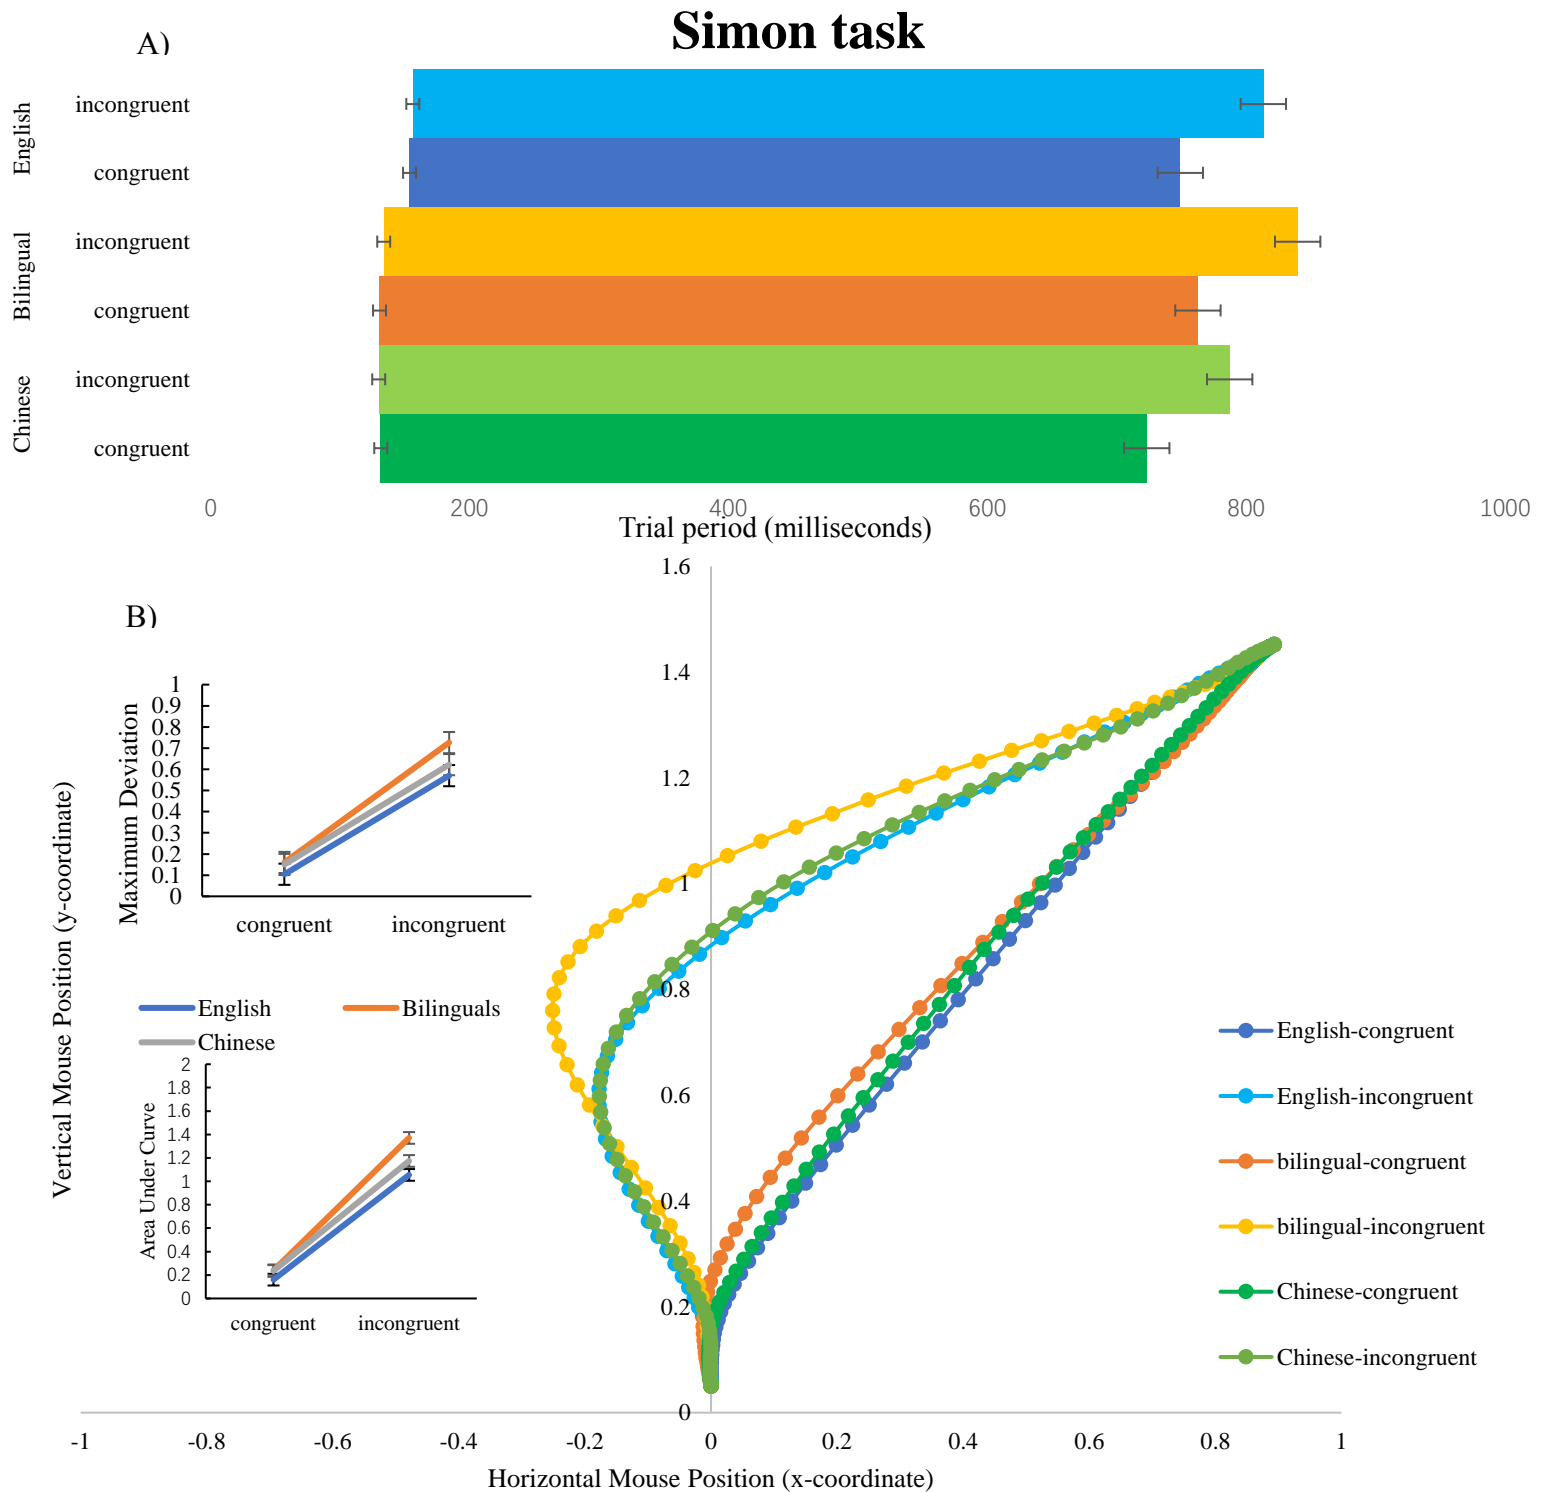 Simon task
A)
English
incongruent
congruent
Bilingual
incongruent
congruent
Chinese
incongruent
congruent
0 200 400 600 800 1000
Trial period (milliseconds)
B)
Vertical Mouse Position (y-coordinate)
1.6
1.4
1.2
1
0.8
0.6
0.4
0.2
0
Maximum Deviation
1
0.9
0.8
0.7
0.6
0.5
0.4
0.3
0.2
0.1
0
congruent incongruent
English Bilinguals
Chinese
Area Under Curve
2
1.8
1.6
1.4
1.2
1
0.8
0.6
0.4
0.2
0
congruent incongruent
English-congruent
English-incongruent
bilingual-congruent
bilingual-incongruent
Chinese-congruent
Chinese-incongruent
-1 -0.8 -0.6 -0.4 -0.2 0 0.2 0.4 0.6 0.8 1
Horizontal Mouse Position (x-coordinate)